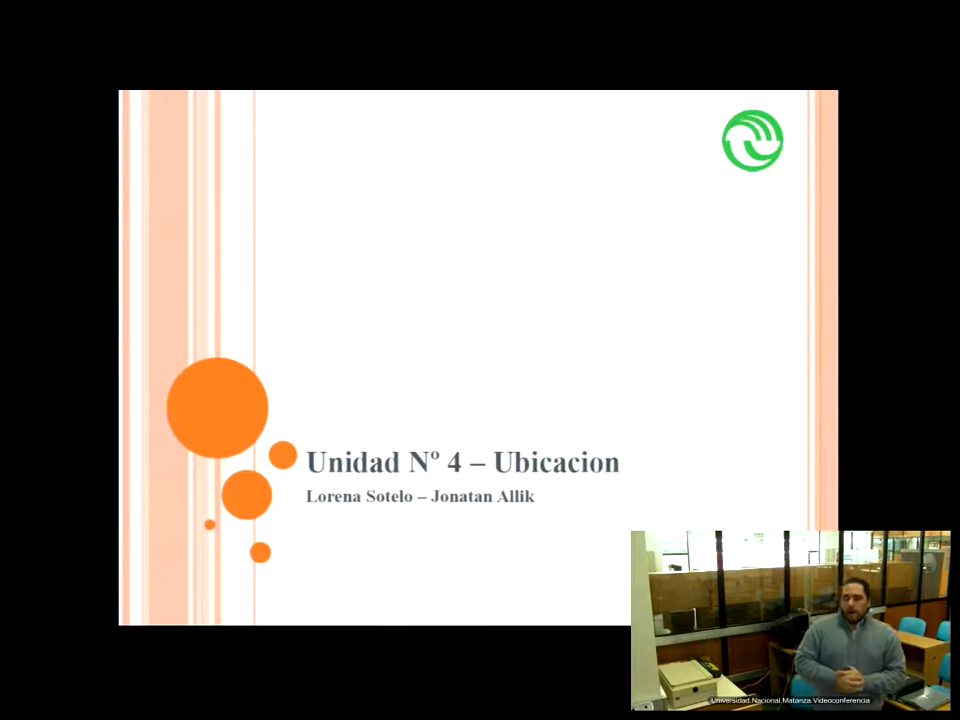 Unidad Nº 4 – Ubicacion
Lorena Sotelo – Jonatan Allik
Universidad.Nacional.Matanza.Videoconferencia